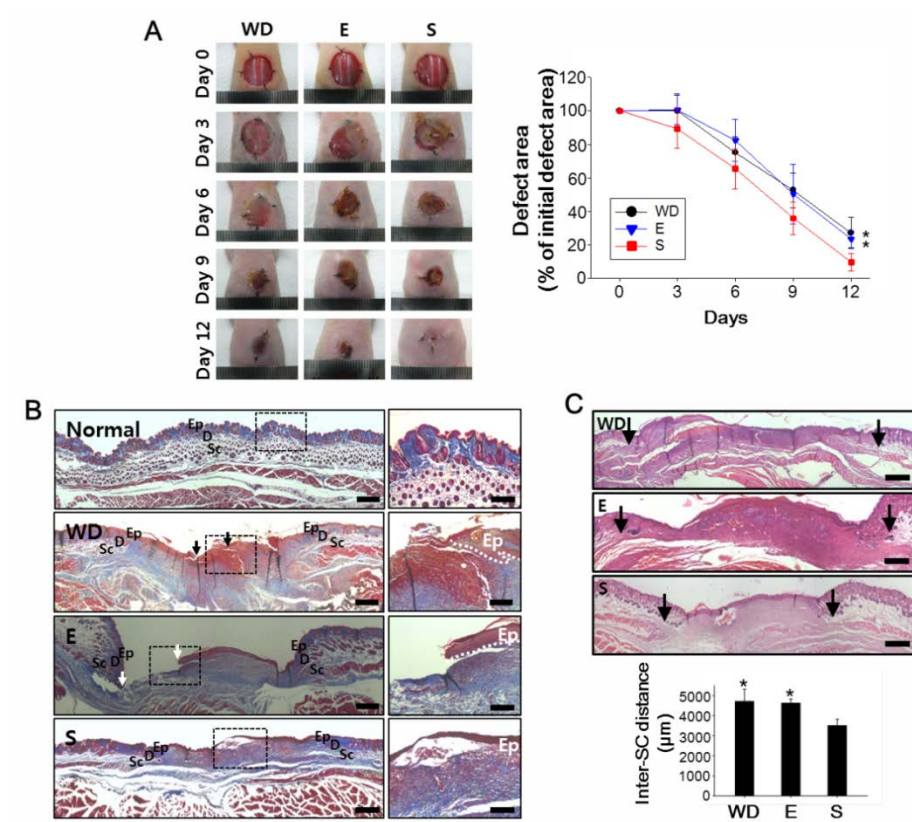 A
WD E S
Day 0
Day 3
Day 6
Day 9
Day 12
Defect area
(% of initial defect area)
120
100
80
60
40
20
0
WD
E
S
*
*
0 3 6 9 12
Days
B
Normal
Ep
D
Sc
WD
Sc D Ep
Ep
D
Sc
Ep
E
Sc D Ep
Ep
D
Sc
Ep
S
Sc D Ep
Ep
D
Sc
Ep
C
WD
E
S
Inter-SC distance
(µm)
5000
4000
3000
2000
1000
0
* *
WD E S